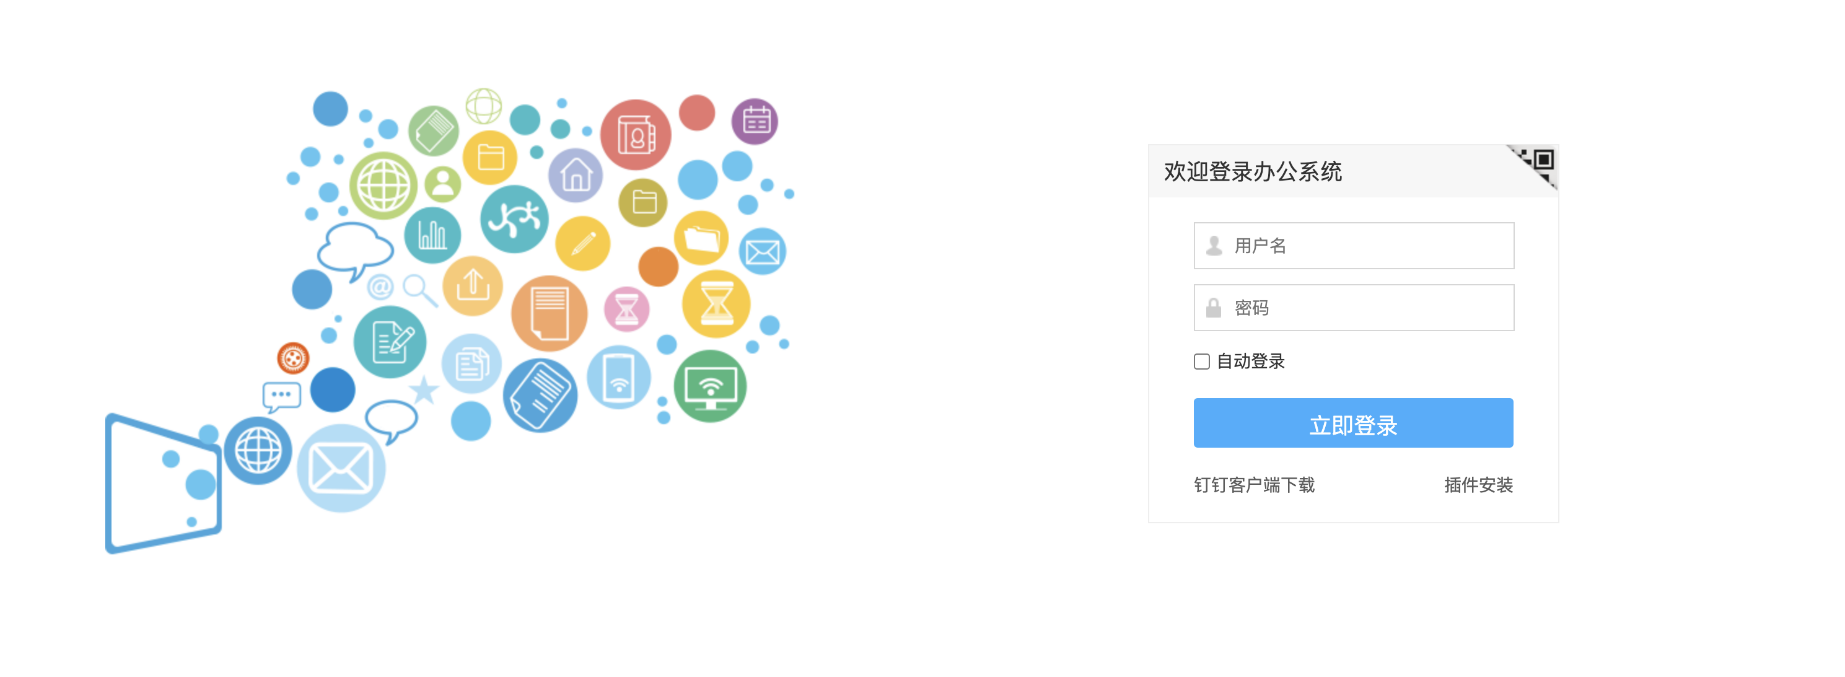 欢迎登录办公系统
用户名
密码
自动登录
立即登录
钉钉客户端下载 插件安装